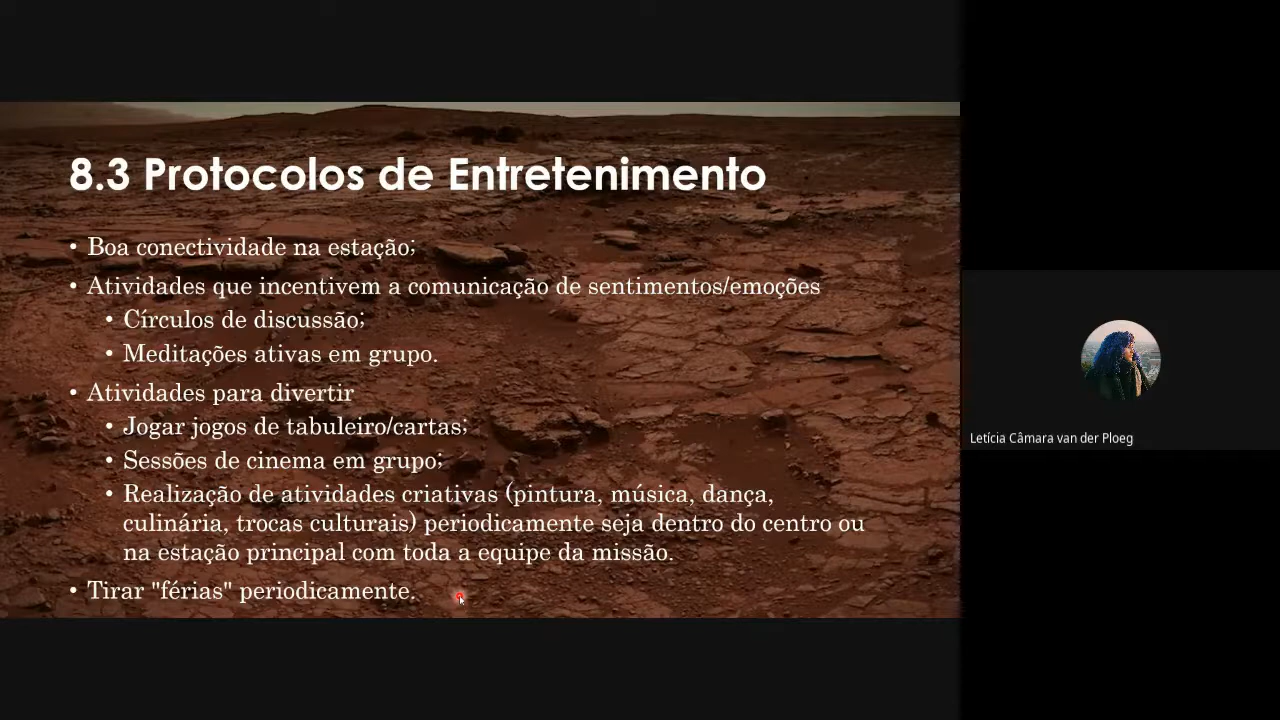 8.3 Protocolos de Entretenimento
• Boa conectividade na estação;
• Atividades que incentivem a comunicação de sentimentos/emoções
• Círculos de discussão;
• Meditações ativas em grupo.
• Atividades para divertir
• Jogar jogos de tabuleiro/cartas;
• Sessões de cinema em grupo;
• Realização de atividades criativas (pintura, música, dança,
culinária, trocas culturais) periodicamente seja dentro do centro ou
na estação principal com toda a equipe da missão.
• Tirar "férias" periodicamente.
Letícia Câmara van der Ploeg